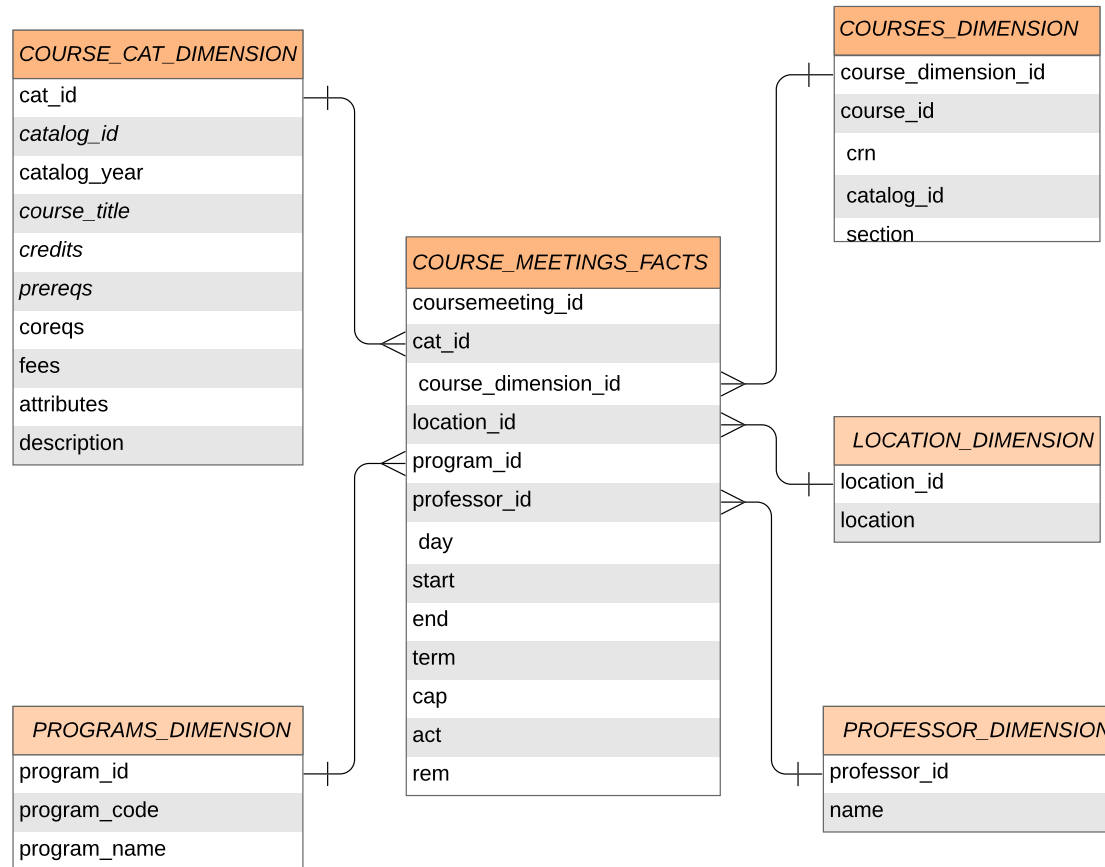 COURSE_CAT_DIMENSION
cat_id
catalog_id
catalog_year
course_title
credits
prereqs
coreqs
fees
attributes
description
COURSES_DIMENSION
course_dimension_id
course_id
crn
catalog_id
section
COURSE_MEETINGS_FACTS
coursemeeting_id
cat_id
course_dimension_id
location_id
program_id
professor_id
day
start
end
term
cap
act
rem
LOCATION_DIMENSION
location_id
location
PROGRAMS_DIMENSION
program_id
program_code
program_name
PROFESSOR_DIMENSION
professor_id
name